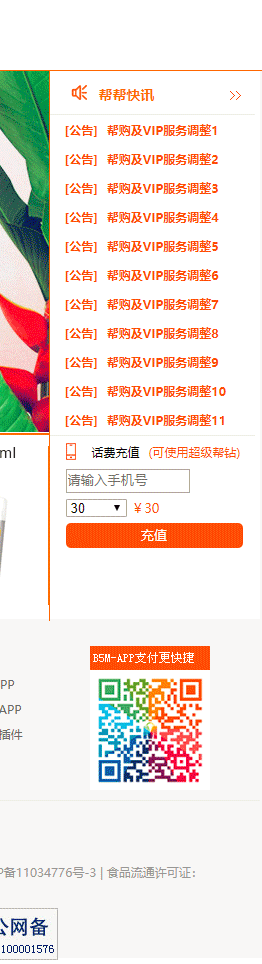 帮帮快讯
[公告] 帮购及VIP服务调整1
[公告] 帮购及VIP服务调整2
[公告] 帮购及VIP服务调整3
[公告] 帮购及VIP服务调整4
[公告] 帮购及VIP服务调整5
[公告] 帮购及VIP服务调整6
[公告] 帮购及VIP服务调整7
[公告] 帮购及VIP服务调整8
[公告] 帮购及VIP服务调整9
[公告] 帮购及VIP服务调整10
[公告] 帮购及VIP服务调整11
ml
话费充值 (可使用超级帮钻)
请输入手机号
30 ￥30
充值
B5M-APP支付更快捷
PP
APP
插件
P备11034776号-3 | 食品流通许可证:
公网备
100001576